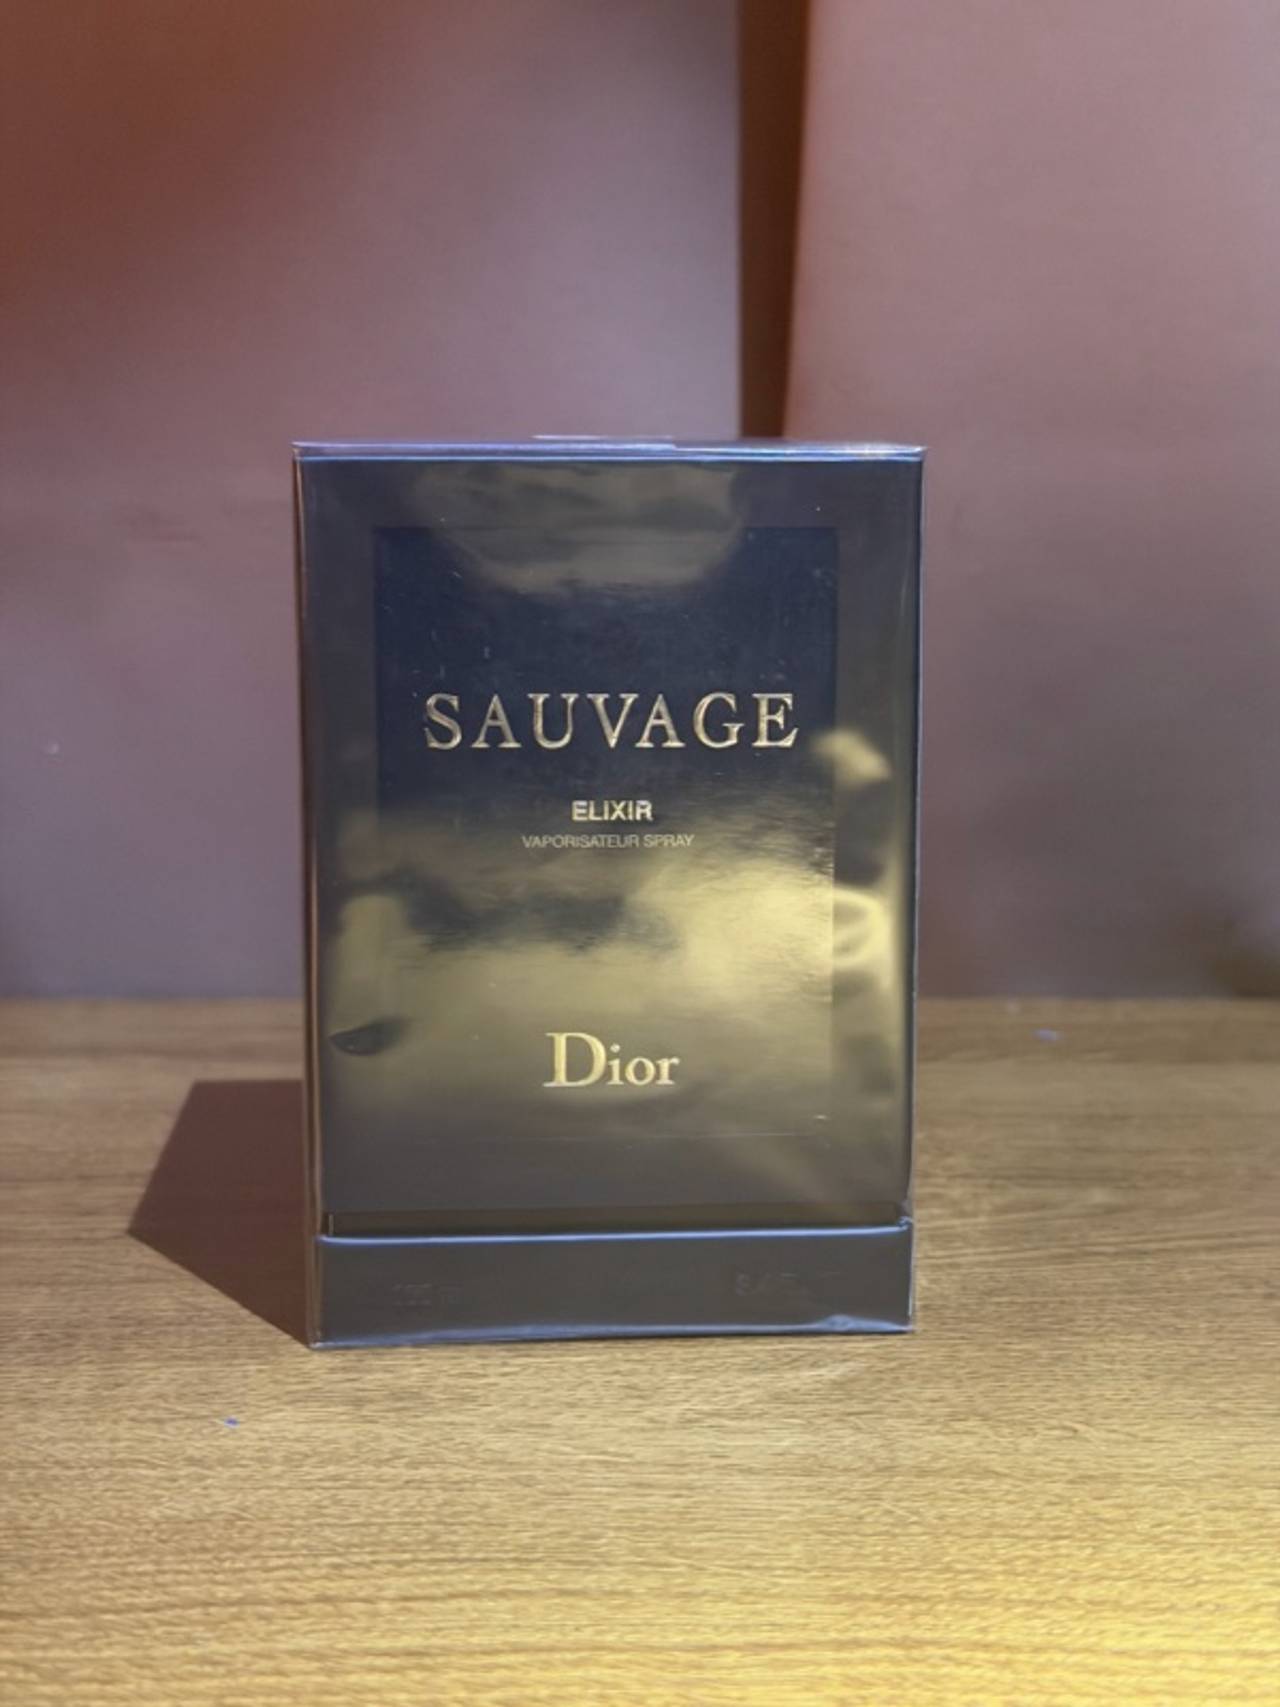 SAUVAGE
ELIXIR
VAPORISATEUR SPRAY
Dior